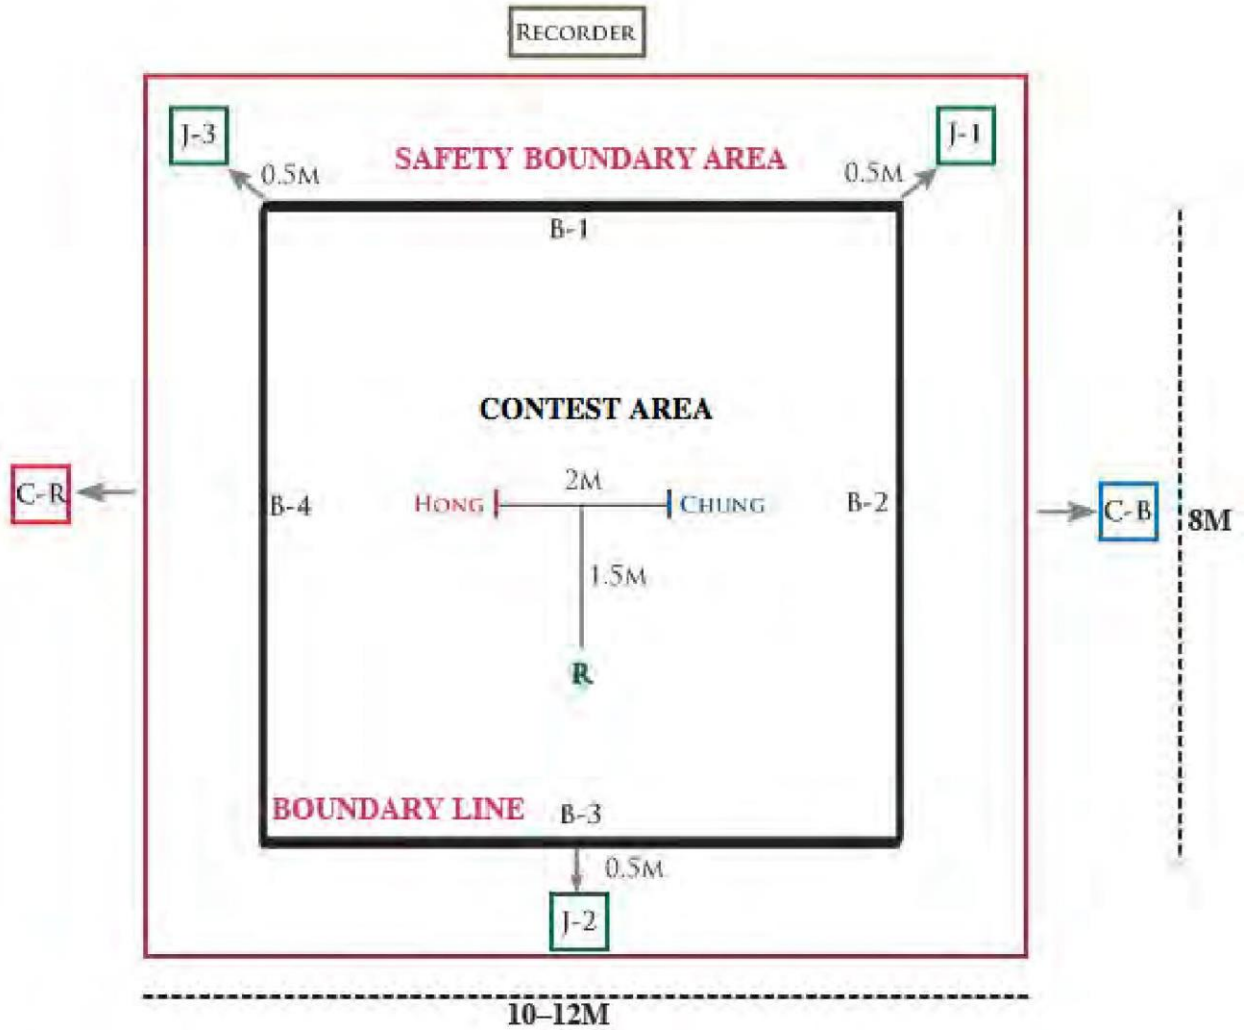 RECORDER
J-3
J-1
SAFETY BOUNDARY AREA
0.5M
0.5M
B-1
CONTEST AREA
2M
C-R
B-4
HONG
CHUNG
B-2
C-B
8M
1.5M
R
BOUNDARY LINE
B-3
0.5M
J-2
10–12M